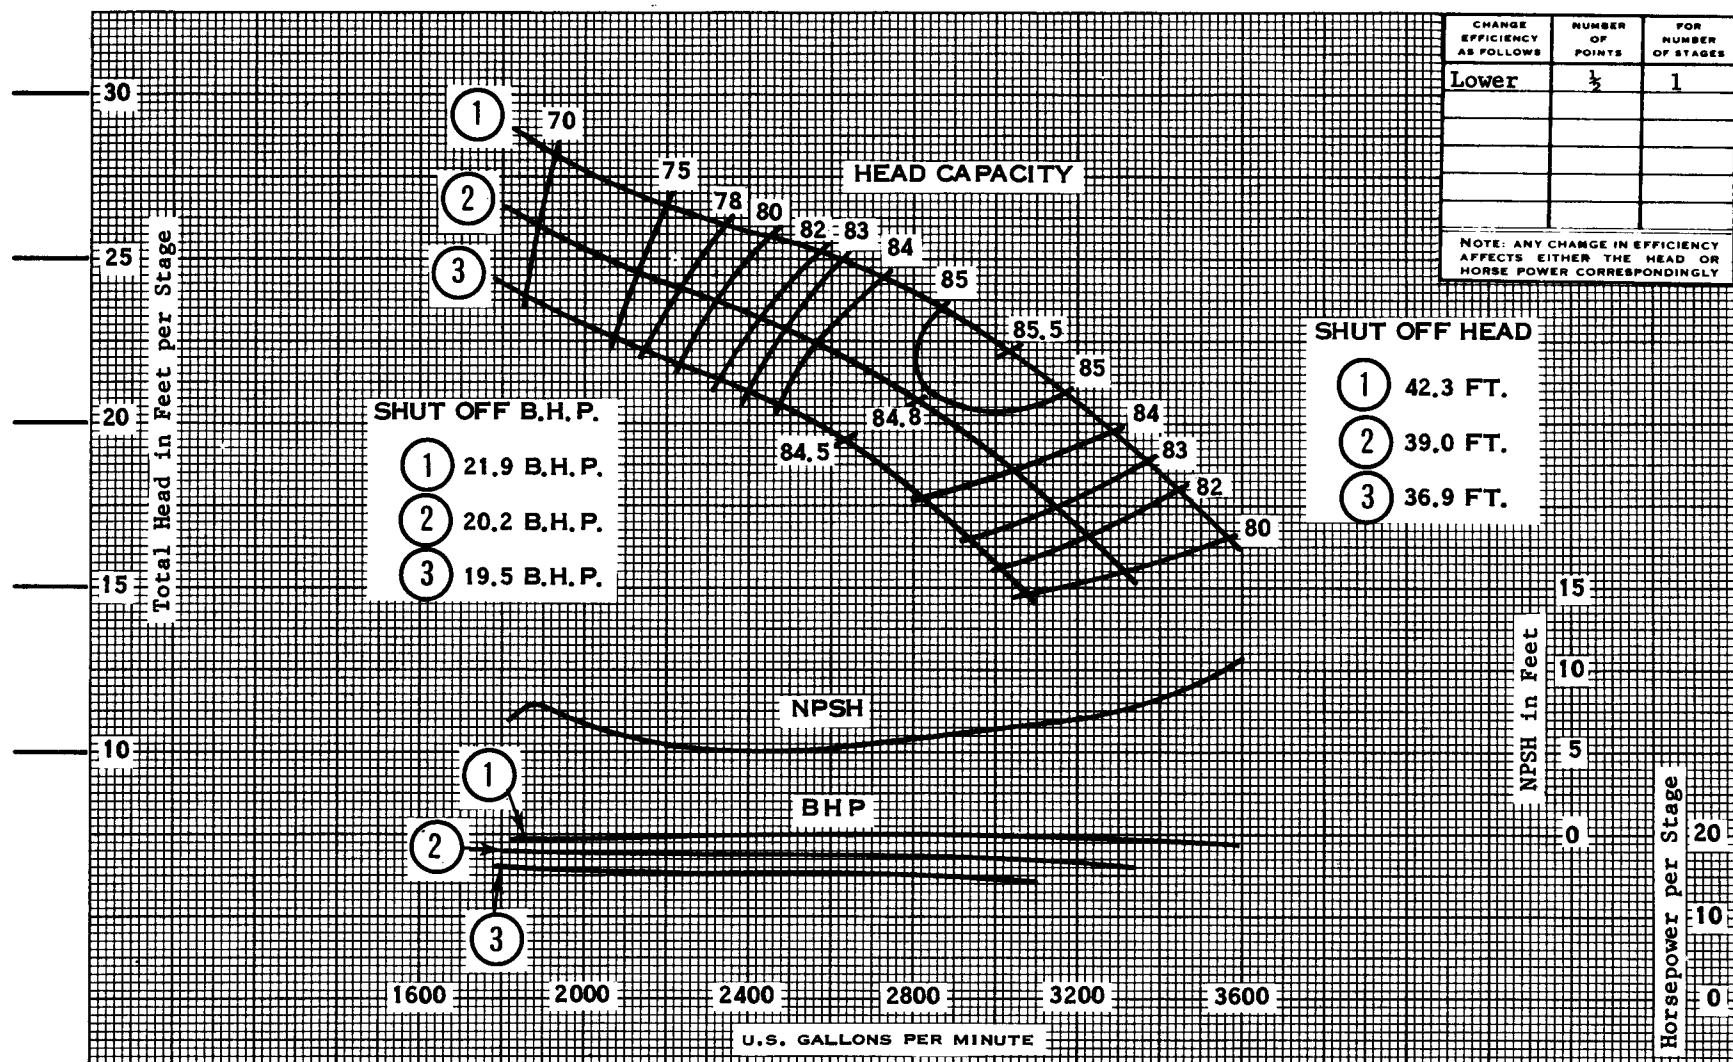 CHANGE EFFICIENCY AS FOLLOWS
NUMBER OF POINTS
FOR NUMBER OF STAGES
Lower ½ 1
NOTE: ANY CHANGE IN EFFICIENCY
AFFECTS EITHER THE HEAD OR
HORSE POWER CORRESPONDINGLY
HEAD CAPACITY
30
25
20
15
10
Total Head in Feet per Stage
1
2
3
70
75
78
80
82
83
84
85
85.5
85
84
83
82
80
84.8
84.5
SHUT OFF B.H.P.
1 21.9 B.H.P.
2 20.2 B.H.P.
3 19.5 B.H.P.
SHUT OFF HEAD
1 42.3 FT.
2 39.0 FT.
3 36.9 FT.
NPSH
15
10
5
0
NPSH in Feet
BHP
1
2
3
20
10
0
Horsepower per Stage
1600 2000 2400 2800 3200 3600
U.S. GALLONS PER MINUTE